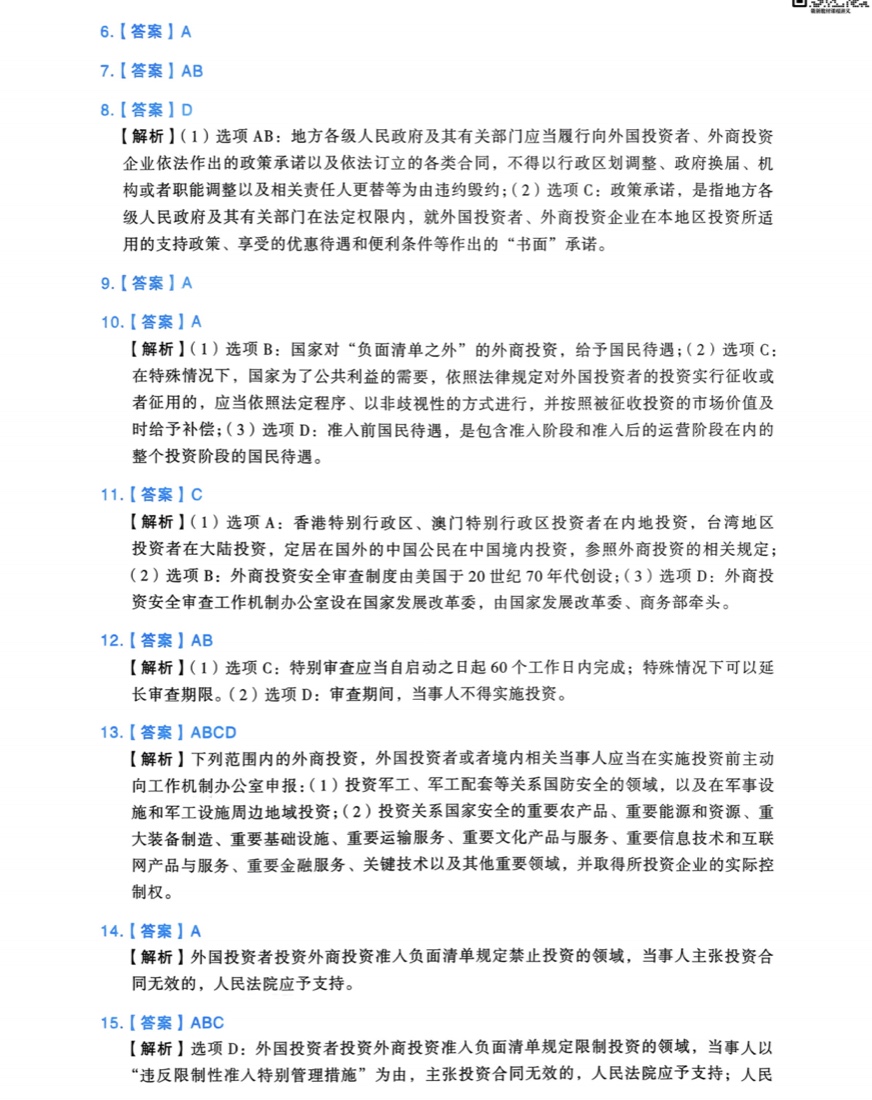 6.【答案】A
7.【答案】AB
8.【答案】D
【解析】(1)选项 AB：地方各级人民政府及其有关部门应当履行向外国投资者、外商投资
企业依法作出的政策承诺以及依法订立的各类合同，不得以行政区划调整、政府换届、机
构或者职能调整以及相关责任人更替等为由违约毁约；(2)选项 C：政策承诺，是指地方各
级人民政府及其有关部门在法定权限内，就外国投资者、外商投资企业在本地区投资所适
用的支持政策、享受的优惠待遇和便利条件等作出的“书面”承诺。
9.【答案】A
10.【答案】A
【解析】(1)选项 B：国家对“负面清单之外”的外商投资，给予国民待遇；(2)选项 C：
在特殊情况下，国家为了公共利益的需要，依照法律规定对外国投资者的投资实行征收或
者征用的，应当依照法定程序、以非歧视性的方式进行，并按照被征收投资的市场价值及
时给予补偿；(3)选项 D：准入前国民待遇，是包含准入阶段和准入后的运营阶段在内的
整个投资阶段的国民待遇。
11.【答案】C
【解析】(1)选项 A：香港特别行政区、澳门特别行政区投资者在内地投资，台湾地区
投资者在大陆投资，定居在国外的中国公民在中国境内投资，参照外商投资的相关规定；
(2)选项 B：外商投资安全审查制度由美国于 20 世纪 70 年代创设；(3)选项 D：外商投
资安全审查工作机制办公室设在国家发展改革委，由国家发展改革委、商务部牵头。
12.【答案】AB
【解析】(1)选项 C：特别审查应当自启动之日起 60 个工作日内完成；特殊情况下可以延
长审查期限。(2)选项 D：审查期间，当事人不得实施投资。
13.【答案】ABCD
【解析】下列范围内的外商投资，外国投资者或者境内相关当事人应当在实施投资前主动
向工作机制办公室申报：(1)投资军工、军工配套等关系国防安全的领域，以及在军事设
施和军工设施周边地域投资；(2)投资关系国家安全的重要农产品、重要能源和资源、重
大装备制造、重要基础设施、重要运输服务、重要文化产品与服务、重要信息技术和互联
网产品与服务、重要金融服务、关键技术以及其他重要领域，并取得所投资企业的实际控
制权。
14.【答案】A
【解析】外国投资者投资外商投资准入负面清单规定禁止投资的领域，当事人主张投资合
同无效的，人民法院应予支持。
15.【答案】ABC
【解析】选项 D：外国投资者投资外商投资准入负面清单规定限制投资的领域，当事人以
“违反限制性准入特别管理措施”为由，主张投资合同无效的，人民法院应予支持；人民